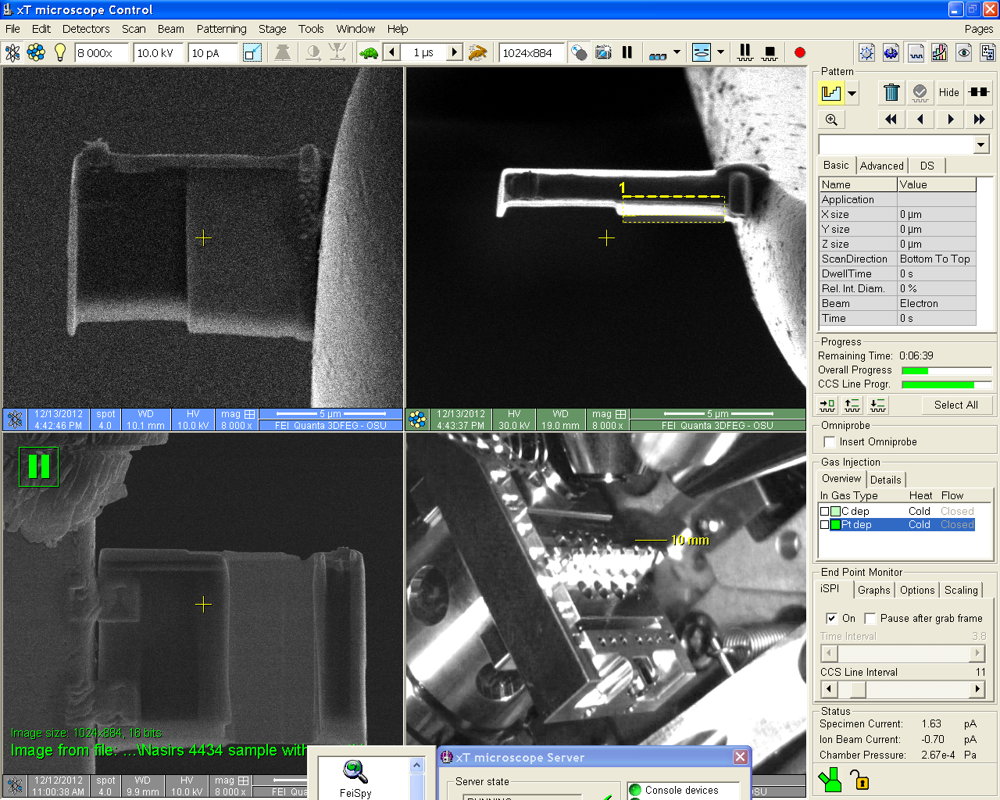 xT microscope Control
File Edit Detectors Scan Beam Patterning Stage Tools Window Help Pages
8 000x 10.0 kV 10 pA 1 µs 1024x884
Pattern
Hide
Basic Advanced DS
Name Value
Application
X size 0 µm
Y size 0 µm
Z size 0 µm
ScanDirection Bottom To Top
DwellTime 0 s
Rel. Int. Diam. 0 %
Beam Electron
Time 0 s
Progress
Remaining Time: 0:06:39
Overall Progress
CCS Line Progr.
Select All
Omniprobe
Insert Omniprobe
Gas Injection
Overview Details
In Gas Type Heat Flow
C dep Cold Closed
Pt dep Cold Closed
End Point Monitor
iSPI Graphs Options Scaling
On Pause after grab frame
Time Interval 3.8
CCS Line Interval 11
Status
Specimen Current: 1.63 pA
Ion Beam Current: -0.70 pA
Chamber Pressure: 2.67e-4 Pa
12/13/2012 spot WD HV mag 5 µm
4:42:46 PM 4.0 10.1 mm 10.0 kV 8 000 x FEI Quanta 3DFEG - OSU
1
12/13/2012 HV WD mag 5 µm
4:43:37 PM 30.0 kV 19.0 mm 8 000 x FEI Quanta 3DFEG - OSU
Image size: 1024x884, 16 bits
Image from file: ...\Nasirs 4434 sample with
12/12/2012 spot WD HV mag
11:00:38 AM 4.0 9.9 mm 10.0 kV 8 000 x FEI Qua
10 mm
FeiSpy
xT microscope Server
Server state
RUNNING
Console devices
SU